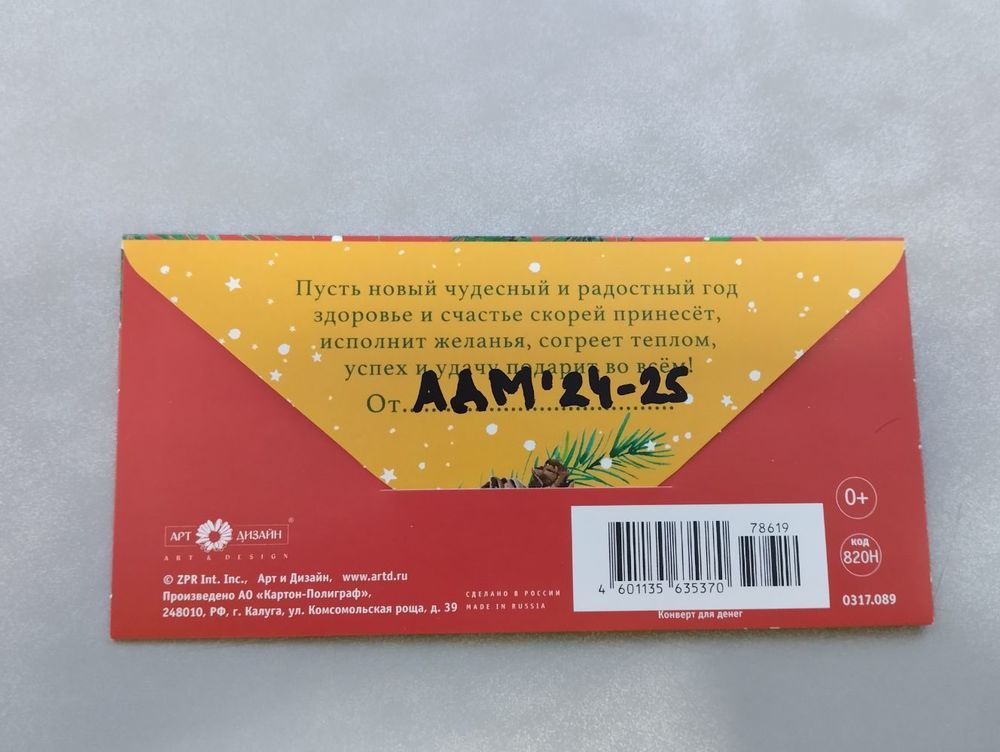 Пусть новый чудесный и радостный год
здоровье и счастье скорей принесёт,
исполнит желанья, согреет теплом,
успех и удачу подарит во всём!
От.............................
АДМ'24-25
АРТ ДИЗАЙН®
ART & DESIGN
© ZPR Int. Inc., Арт и Дизайн, www.artd.ru
Произведено АО «Картон-Полиграф»,
248010, РФ, г. Калуга, ул. Комсомольская роща, д. 39
СДЕЛАНО В РОССИИ
MADE IN RUSSIA
78619
4 601135 635370
Конверт для денег
0+
код
820Н
0317.089